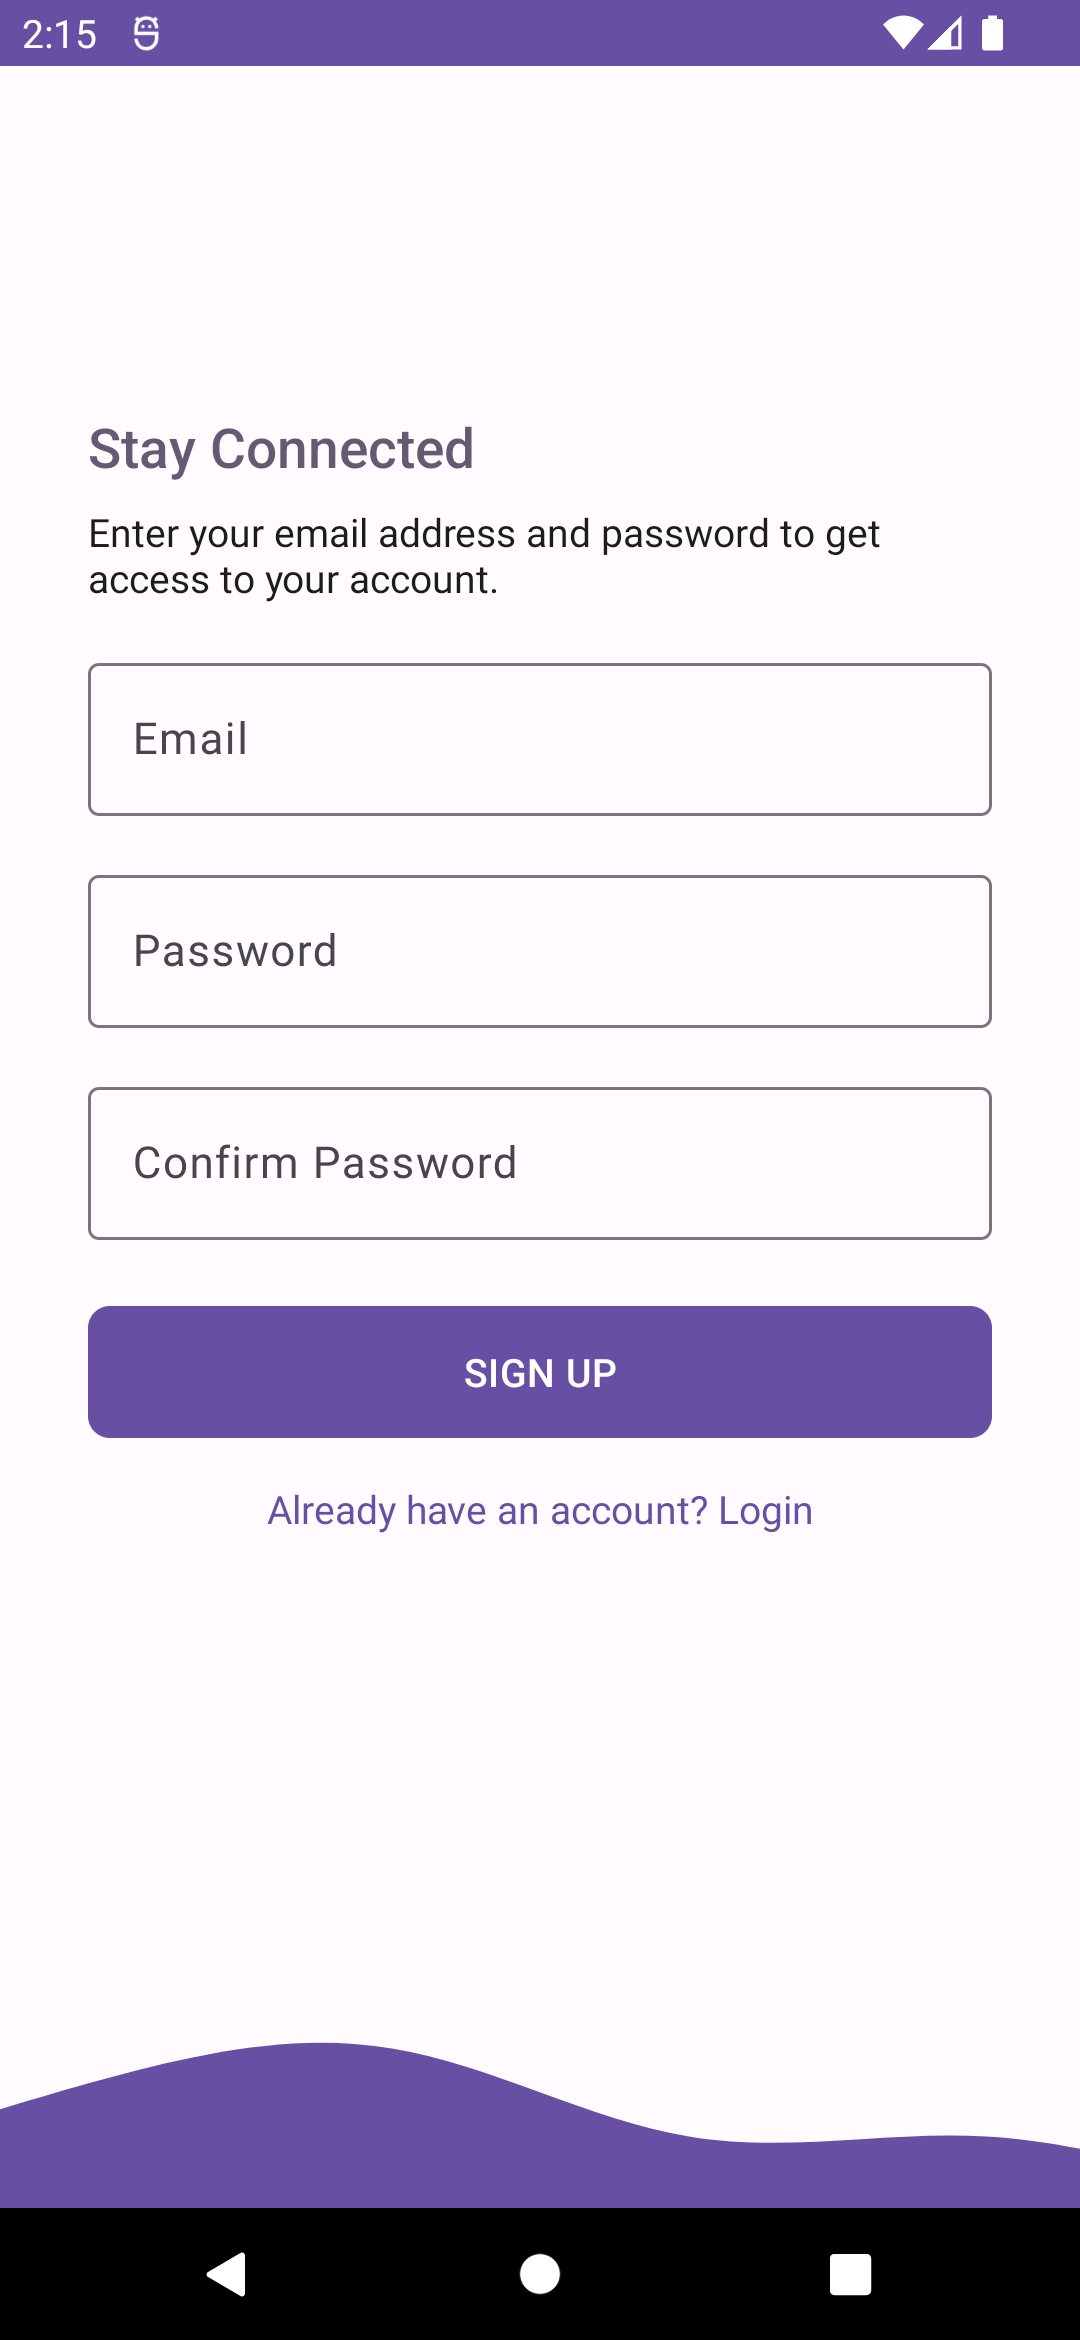 2:15
Stay Connected
Enter your email address and password to get
access to your account.
Email
Password
Confirm Password
SIGN UP
Already have an account? Login